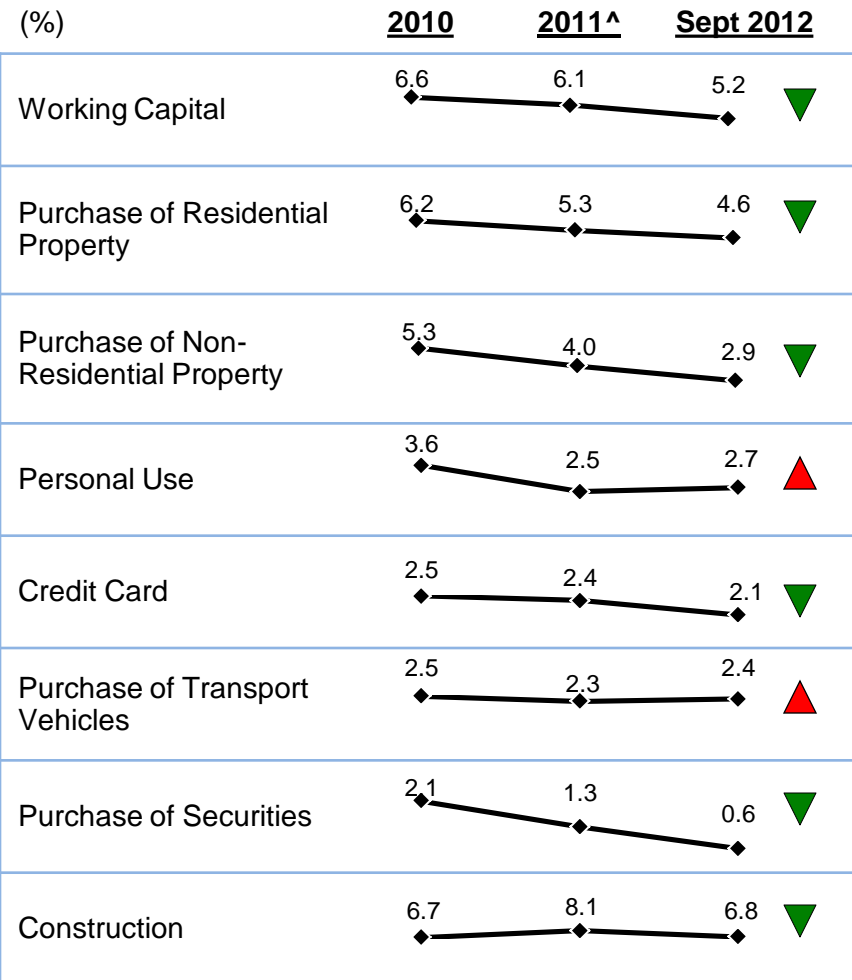 (%) 2010 2011^ Sept 2012
Working Capital 6.6 6.1 5.2
Purchase of Residential
Property 6.2 5.3 4.6
Purchase of Non-
Residential Property 5.3 4.0 2.9
Personal Use 3.6 2.5 2.7
Credit Card 2.5 2.4 2.1
Purchase of Transport
Vehicles 2.5 2.3 2.4
Purchase of Securities 2.1 1.3 0.6
Construction 6.7 8.1 6.8